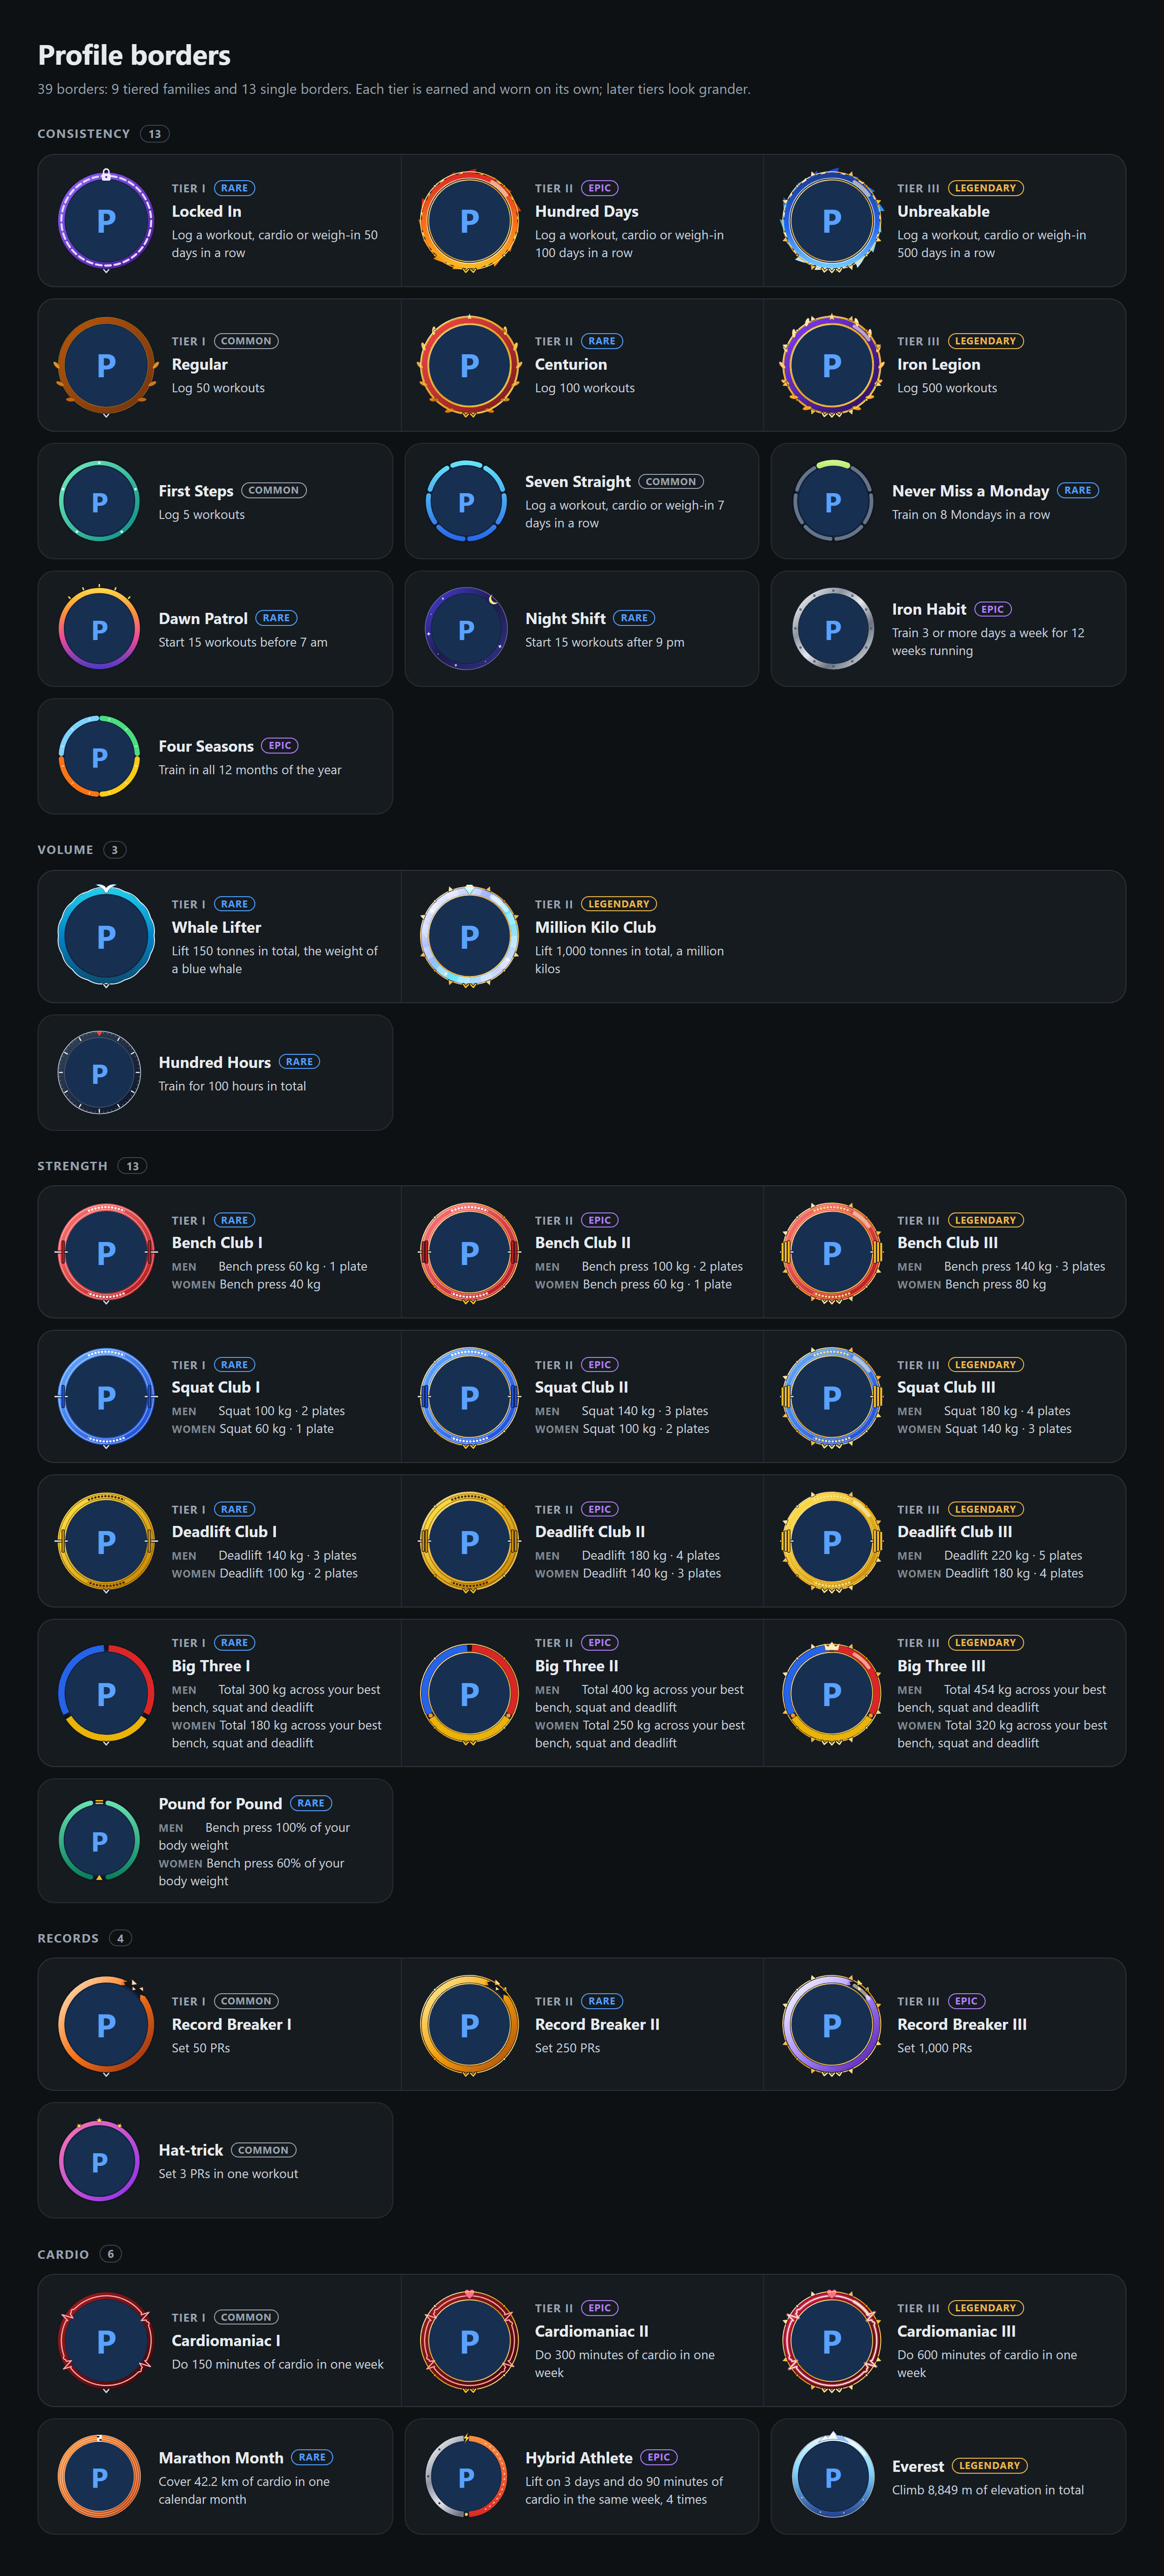 Profile borders
39 borders: 9 tiered families and 13 single borders. Each tier is earned and worn on its own; later tiers look grander.
CONSISTENCY 13
P
TIER I RARE
Locked In
Log a workout, cardio or weigh-in 50
days in a row
P
TIER II EPIC
Hundred Days
Log a workout, cardio or weigh-in
100 days in a row
P
TIER III LEGENDARY
Unbreakable
Log a workout, cardio or weigh-in
500 days in a row
P
TIER I COMMON
Regular
Log 50 workouts
P
TIER II RARE
Centurion
Log 100 workouts
P
TIER III LEGENDARY
Iron Legion
Log 500 workouts
P
First Steps COMMON
Log 5 workouts
P
Seven Straight COMMON
Log a workout, cardio or weigh-in 7
days in a row
P
Never Miss a Monday RARE
Train on 8 Mondays in a row
P
Dawn Patrol RARE
Start 15 workouts before 7 am
P
Night Shift RARE
Start 15 workouts after 9 pm
P
Iron Habit EPIC
Train 3 or more days a week for 12
weeks running
P
Four Seasons EPIC
Train in all 12 months of the year
VOLUME 3
P
TIER I RARE
Whale Lifter
Lift 150 tonnes in total, the weight of
a blue whale
P
TIER II LEGENDARY
Million Kilo Club
Lift 1,000 tonnes in total, a million
kilos
P
Hundred Hours RARE
Train for 100 hours in total
STRENGTH 13
P
TIER I RARE
Bench Club I
MEN Bench press 60 kg · 1 plate
WOMEN Bench press 40 kg
P
TIER II EPIC
Bench Club II
MEN Bench press 100 kg · 2 plates
WOMEN Bench press 60 kg · 1 plate
P
TIER III LEGENDARY
Bench Club III
MEN Bench press 140 kg · 3 plates
WOMEN Bench press 80 kg
P
TIER I RARE
Squat Club I
MEN Squat 100 kg · 2 plates
WOMEN Squat 60 kg · 1 plate
P
TIER II EPIC
Squat Club II
MEN Squat 140 kg · 3 plates
WOMEN Squat 100 kg · 2 plates
P
TIER III LEGENDARY
Squat Club III
MEN Squat 180 kg · 4 plates
WOMEN Squat 140 kg · 3 plates
P
TIER I RARE
Deadlift Club I
MEN Deadlift 140 kg · 3 plates
WOMEN Deadlift 100 kg · 2 plates
P
TIER II EPIC
Deadlift Club II
MEN Deadlift 180 kg · 4 plates
WOMEN Deadlift 140 kg · 3 plates
P
TIER III LEGENDARY
Deadlift Club III
MEN Deadlift 220 kg · 5 plates
WOMEN Deadlift 180 kg · 4 plates
P
TIER I RARE
Big Three I
MEN Total 300 kg across your best
bench, squat and deadlift
WOMEN Total 180 kg across your best
bench, squat and deadlift
P
TIER II EPIC
Big Three II
MEN Total 400 kg across your best
bench, squat and deadlift
WOMEN Total 250 kg across your best
bench, squat and deadlift
P
TIER III LEGENDARY
Big Three III
MEN Total 454 kg across your best
bench, squat and deadlift
WOMEN Total 320 kg across your best
bench, squat and deadlift
P
Pound for Pound RARE
MEN Bench press 100% of your
body weight
WOMEN Bench press 60% of your
body weight
RECORDS 4
P
TIER I COMMON
Record Breaker I
Set 50 PRs
P
TIER II RARE
Record Breaker II
Set 250 PRs
P
TIER III EPIC
Record Breaker III
Set 1,000 PRs
P
Hat-trick COMMON
Set 3 PRs in one workout
CARDIO 6
P
TIER I COMMON
Cardiomaniac I
Do 150 minutes of cardio in one week
P
TIER II EPIC
Cardiomaniac II
Do 300 minutes of cardio in one
week
P
TIER III LEGENDARY
Cardiomaniac III
Do 600 minutes of cardio in one
week
P
Marathon Month RARE
Cover 42.2 km of cardio in one
calendar month
P
Hybrid Athlete EPIC
Lift on 3 days and do 90 minutes of
cardio in the same week, 4 times
P
Everest LEGENDARY
Climb 8,849 m of elevation in total